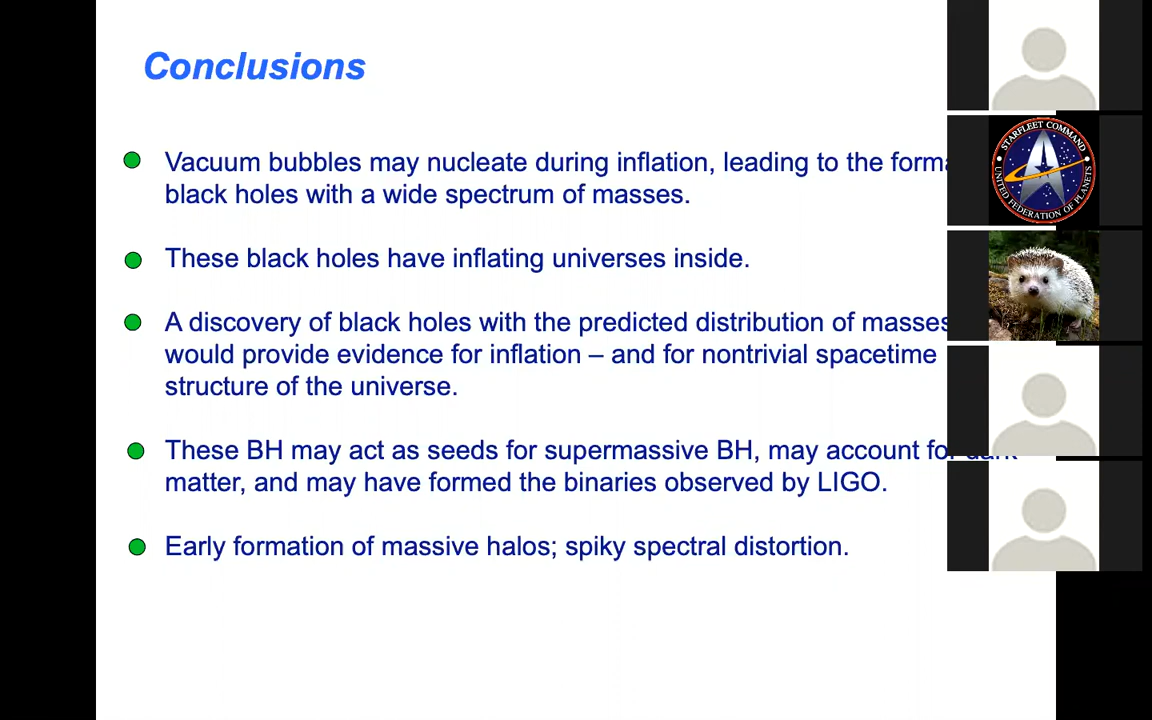 Conclusions
Vacuum bubbles may nucleate during inflation, leading to the
black holes with a wide spectrum of masses.
These black holes have inflating universes inside.
A discovery of black holes with the predicted distribution of masses
would provide evidence for inflation – and for nontrivial spacetime
structure of the universe.
These BH may act as seeds for supermassive BH, may account for dark
matter, and may have formed the binaries observed by LIGO.
Early formation of massive halos; spiky spectral distortion.
STARFLEET COMMAND
UNITED FEDERATION OF PLANETS